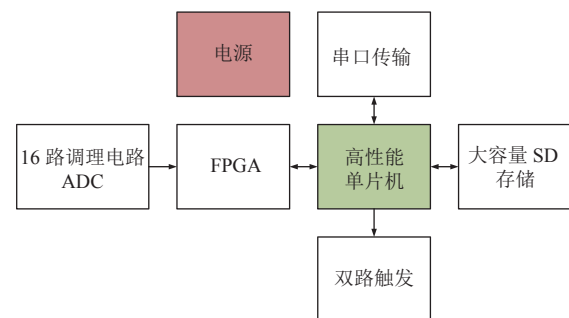 电源
串口传输
16 路调理电路
ADC
FPGA
高性能
单片机
大容量 SD
存储
双路触发